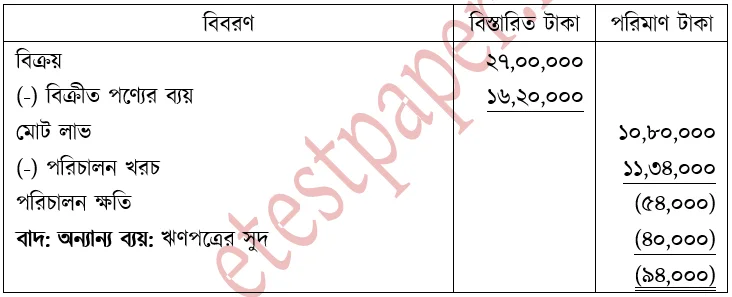 বিবরণ বিস্তারিত টাকা পরিমাণ টাকা
বিক্রয় ২৭,০০,০০০
(-) বিক্রীত পণ্যের ব্যয় ১৬,২০,০০০
মোট লাভ ১০,৮০,০০০
(-) পরিচালন খরচ ১১,৩৪,০০০
পরিচালন ক্ষতি (৫৪,০০০)
বাদ: অন্যান্য ব্যয়: ঋণপত্রের সুদ (৪০,০০০)
(৯৪,০০০)
etestpaper.